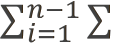 ∑_{i=1}^{n-1} ∑